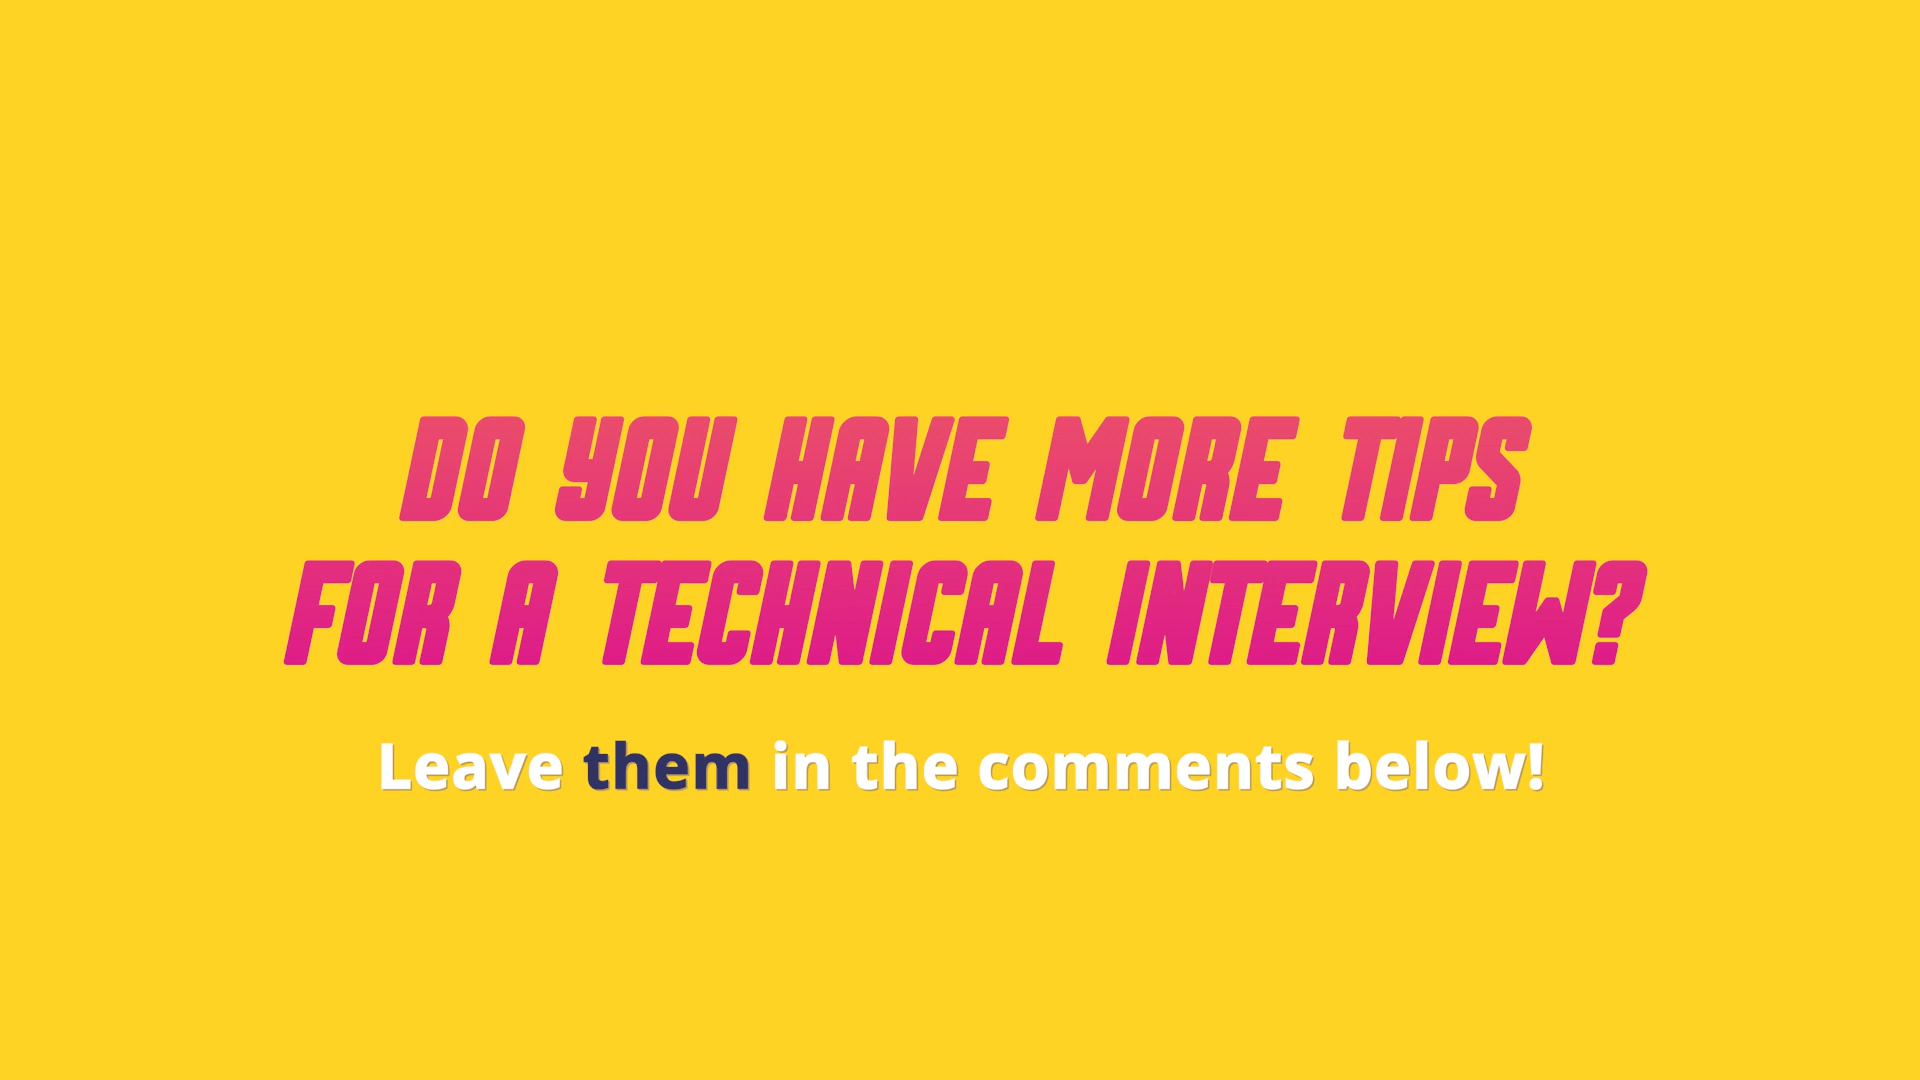 DO YOU HAVE MORE TIPS
FOR A TECHNICAL INTERVIEW?
Leave them in the comments below!